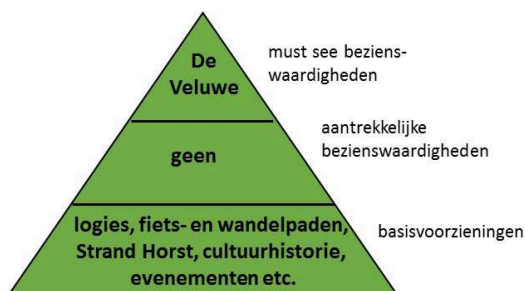 De
Veluwe
must see beziens-
waardigheden
geen
aantrekkelijke
bezienswaardigheden
logies, fiets- en wandelpaden,
Strand Horst, cultuurhistorie,
evenementen etc.
basisvoorzieningen